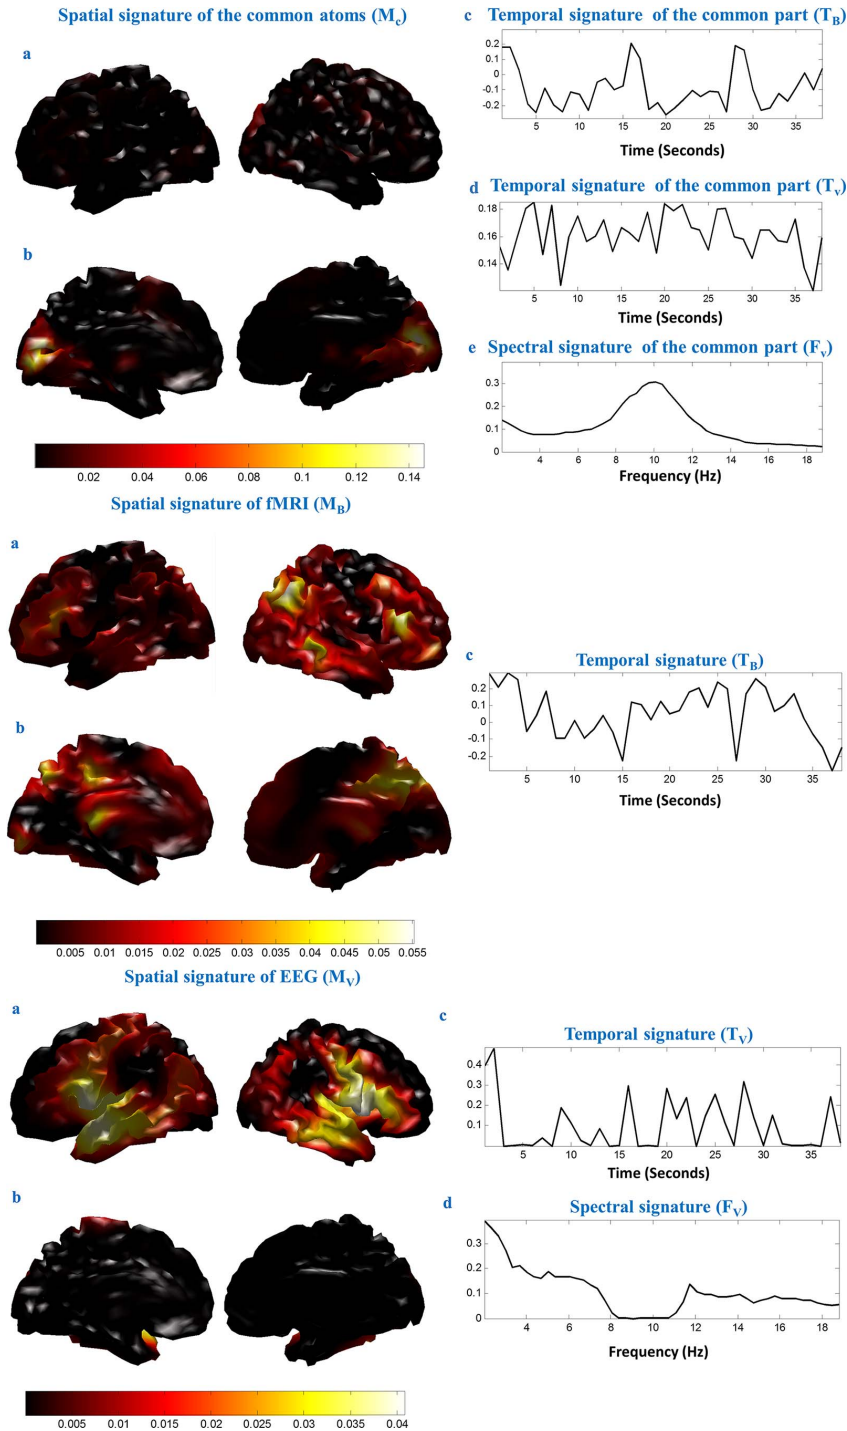 Spatial signature of the common atoms (Mc)
a
b
0.02 0.04 0.06 0.08 0.1 0.12 0.14
c Temporal signature of the common part (TB)
0.2
0.1
0
-0.1
-0.2
5 10 15 20 25 30 35
Time (Seconds)
d Temporal signature of the common part (Tv)
0.18
0.16
0.14
5 10 15 20 25 30 35
Time (Seconds)
e Spectral signature of the common part (Fv)
0.3
0.2
0.1
0
4 6 8 10 12 14 16 18
Frequency (Hz)
Spatial signature of fMRI (MB)
a
b
0.005 0.01 0.015 0.02 0.025 0.03 0.035 0.04 0.045 0.05 0.055
c
Temporal signature (TB)
0.2
0.1
0
-0.1
-0.2
5 10 15 20 25 30 35
Time (Seconds)
Spatial signature of EEG (MV)
a
b
0.005 0.01 0.015 0.02 0.025 0.03 0.035 0.04
c
Temporal signature (TV)
0.4
0.3
0.2
0.1
5 10 15 20 25 30 35
Time (Seconds)
d
Spectral signature (FV)
0.3
0.2
0.1
0
4 6 8 10 12 14 16 18
Frequency (Hz)